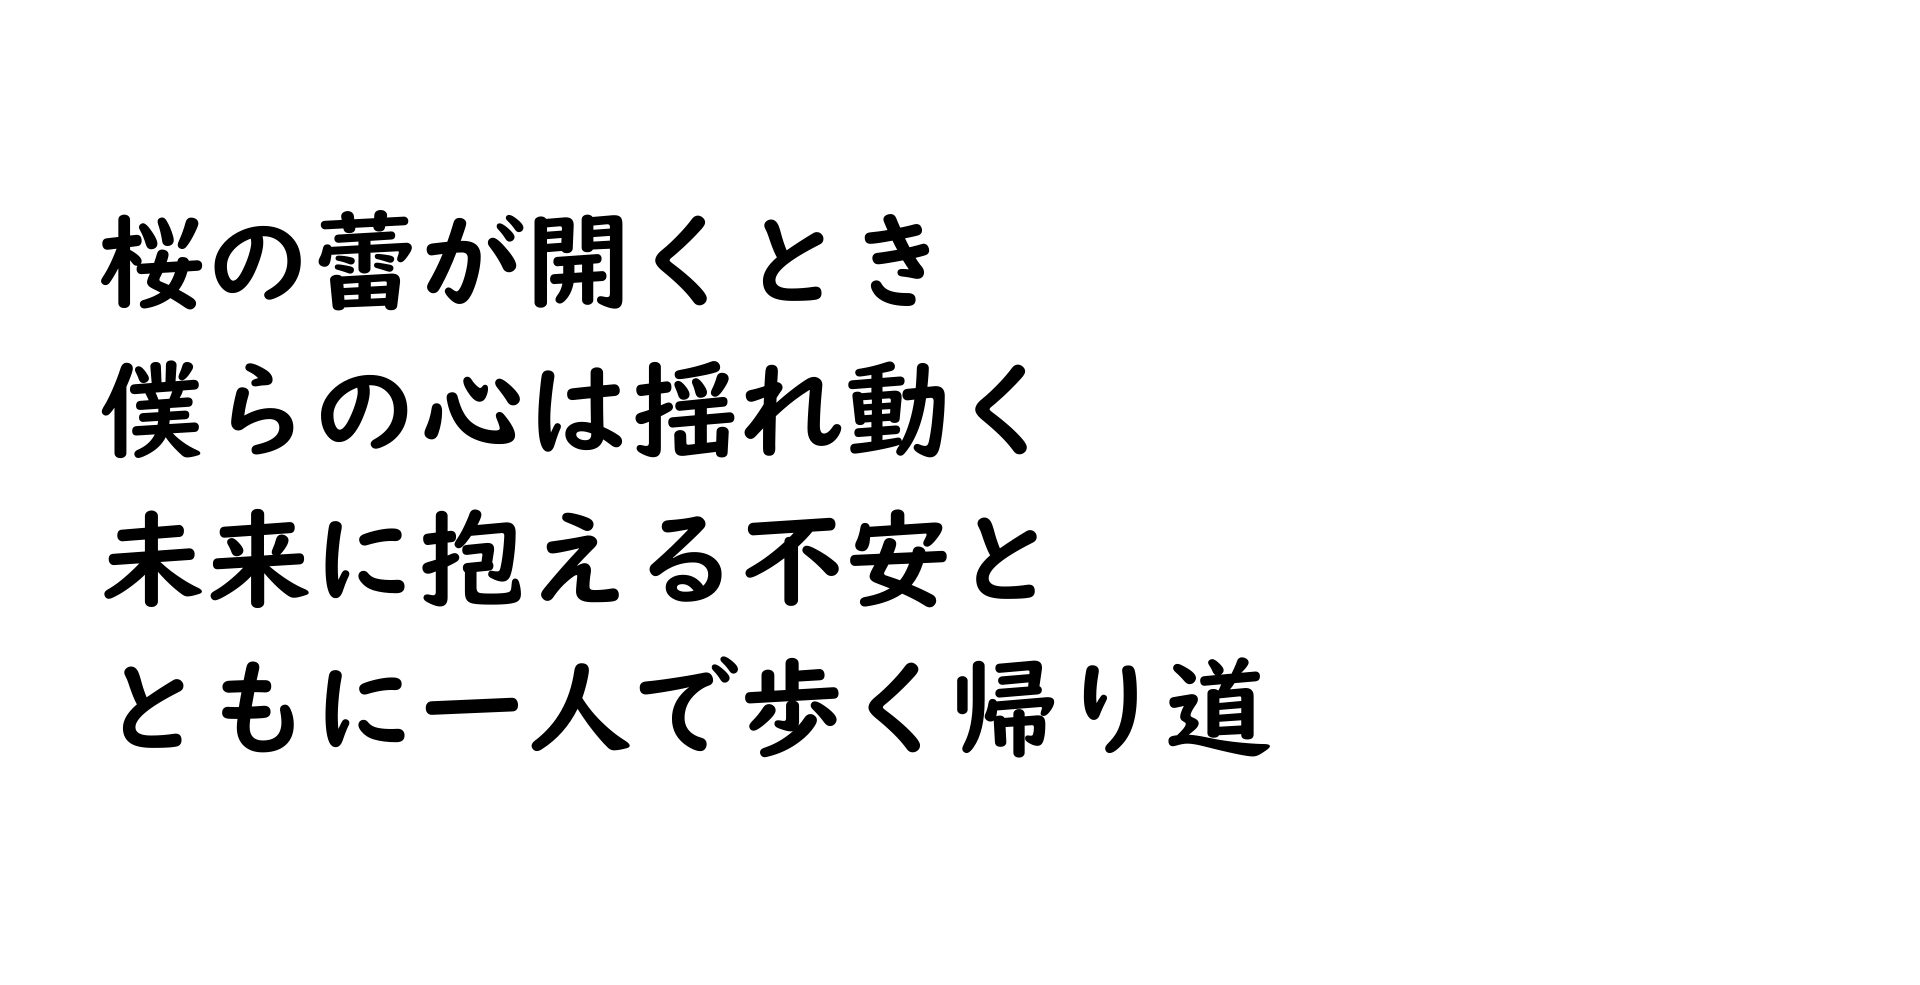 桜の蕾が開くとき
僕らの心は揺れ動く
未来に抱える不安と
ともに一人で歩く帰り道